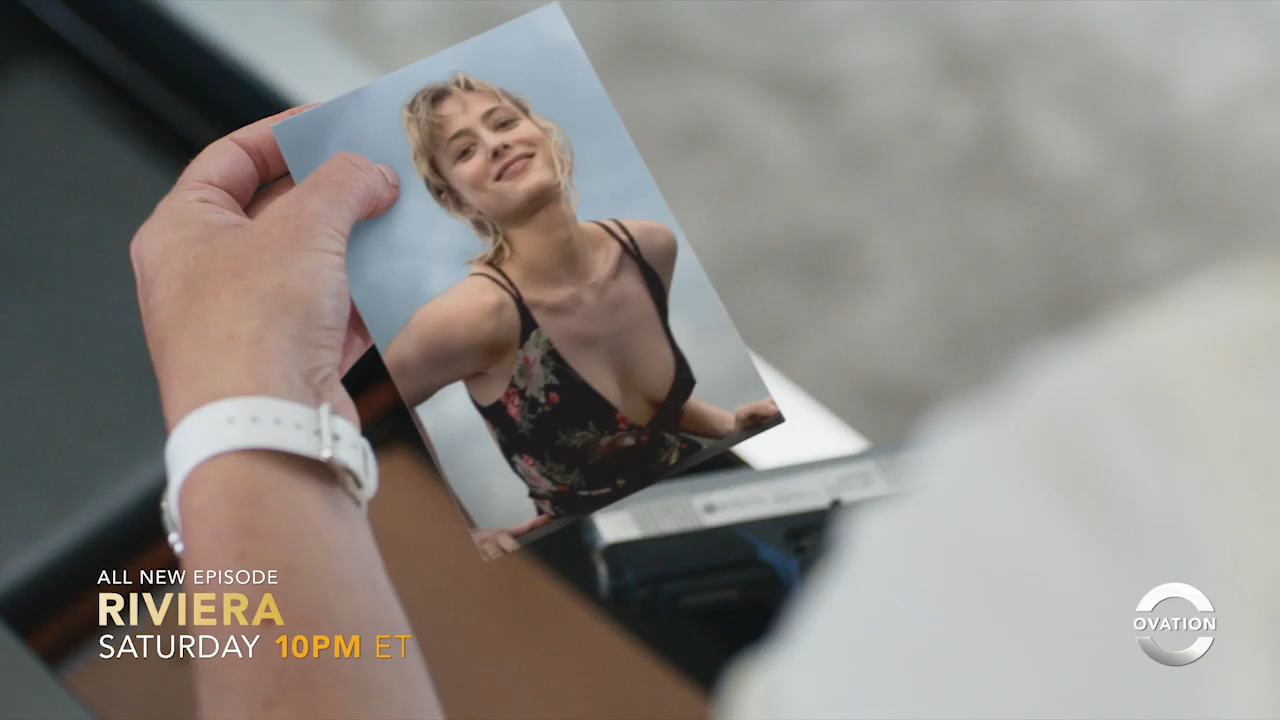 ALL NEW EPISODE
RIVIERA
SATURDAY 10PM ET
OVATION